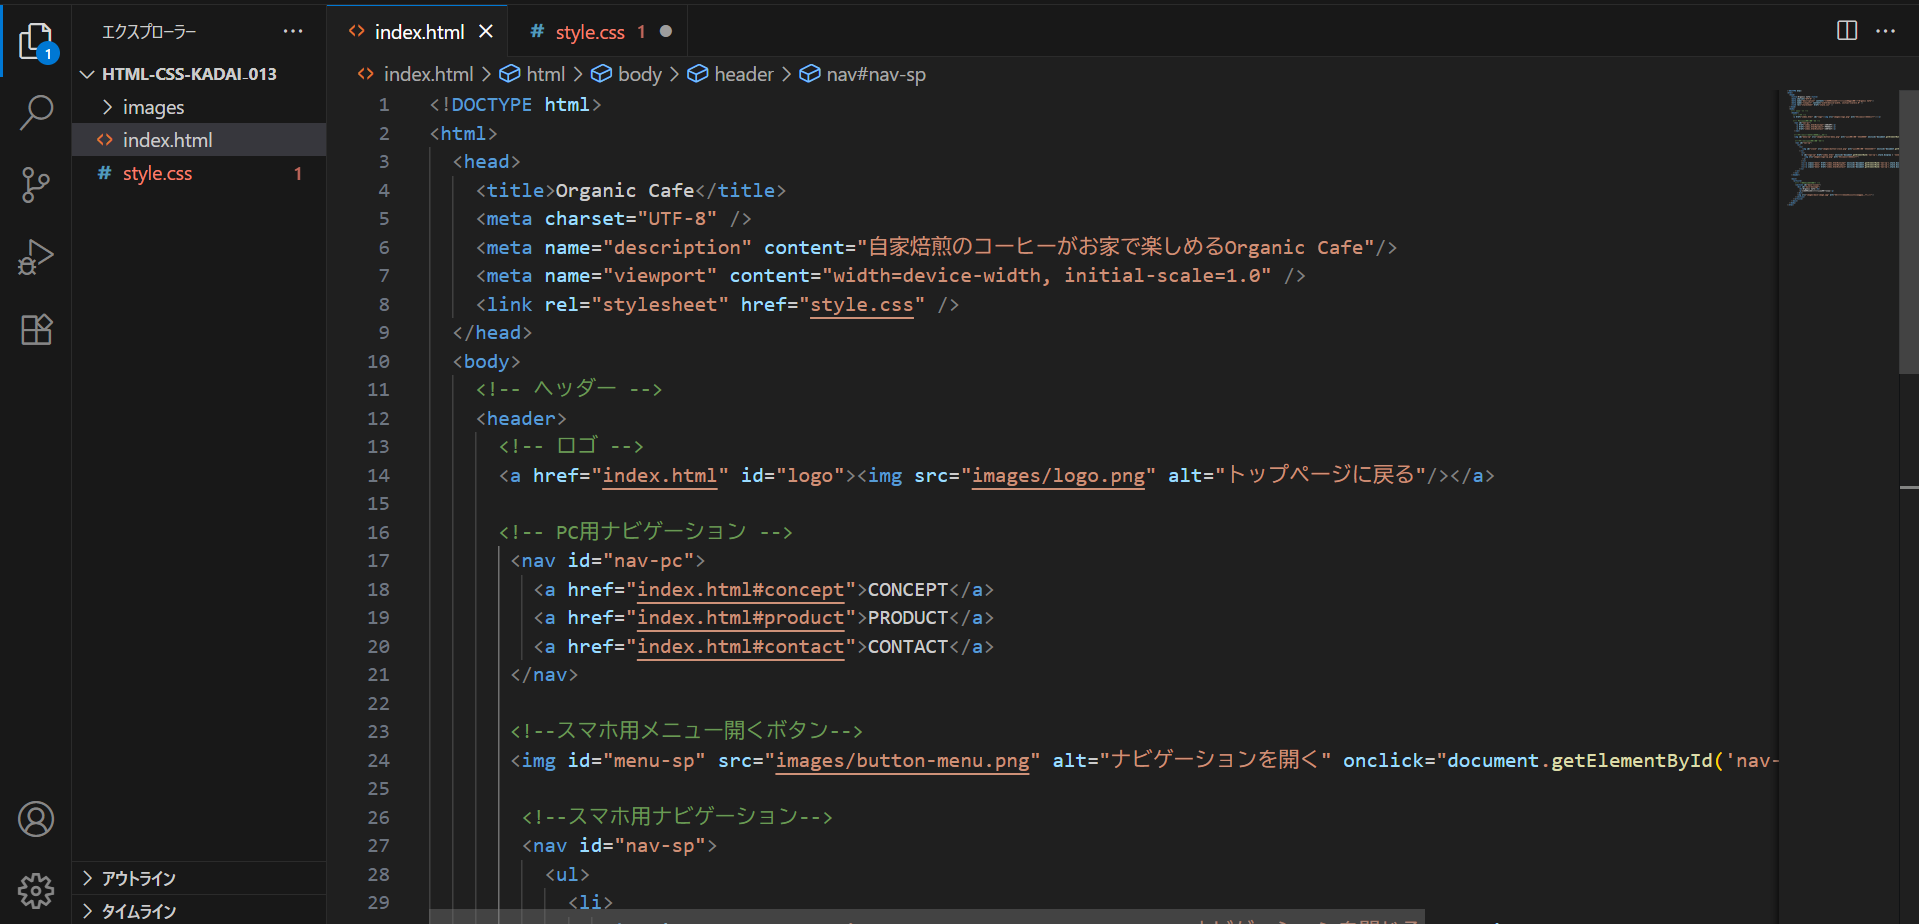 エクスプローラー
1
HTML-CSS-KADAI-013
images
index.html
style.css 1
アウトライン
タイムライン
index.html
style.css 1
index.html > html > body > header > nav#nav-sp
1 <!DOCTYPE html>
2 <html>
3 <head>
4 <title>Organic Cafe</title>
5 <meta charset="UTF-8" />
6 <meta name="description" content="自家焙煎のコーヒーがお家で楽しめるOrganic Cafe"/>
7 <meta name="viewport" content="width=device-width, initial-scale=1.0" />
8 <link rel="stylesheet" href="style.css" />
9 </head>
10 <body>
11 <!-- ヘッダー -->
12 <header>
13 <!-- ロゴ -->
14 <a href="index.html" id="logo"><img src="images/logo.png" alt="トップページに戻る"/></a>
15
16 <!-- PC用ナビゲーション -->
17 <nav id="nav-pc">
18 <a href="index.html#concept">CONCEPT</a>
19 <a href="index.html#product">PRODUCT</a>
20 <a href="index.html#contact">CONTACT</a>
21 </nav>
22
23 <!--スマホ用メニュー開くボタン-->
24 <img id="menu-sp" src="images/button-menu.png" alt="ナビゲーションを開く" onclick="document.getElementById('nav-
25
26 <!--スマホ用ナビゲーション-->
27 <nav id="nav-sp">
28 <ul>
29 <li>